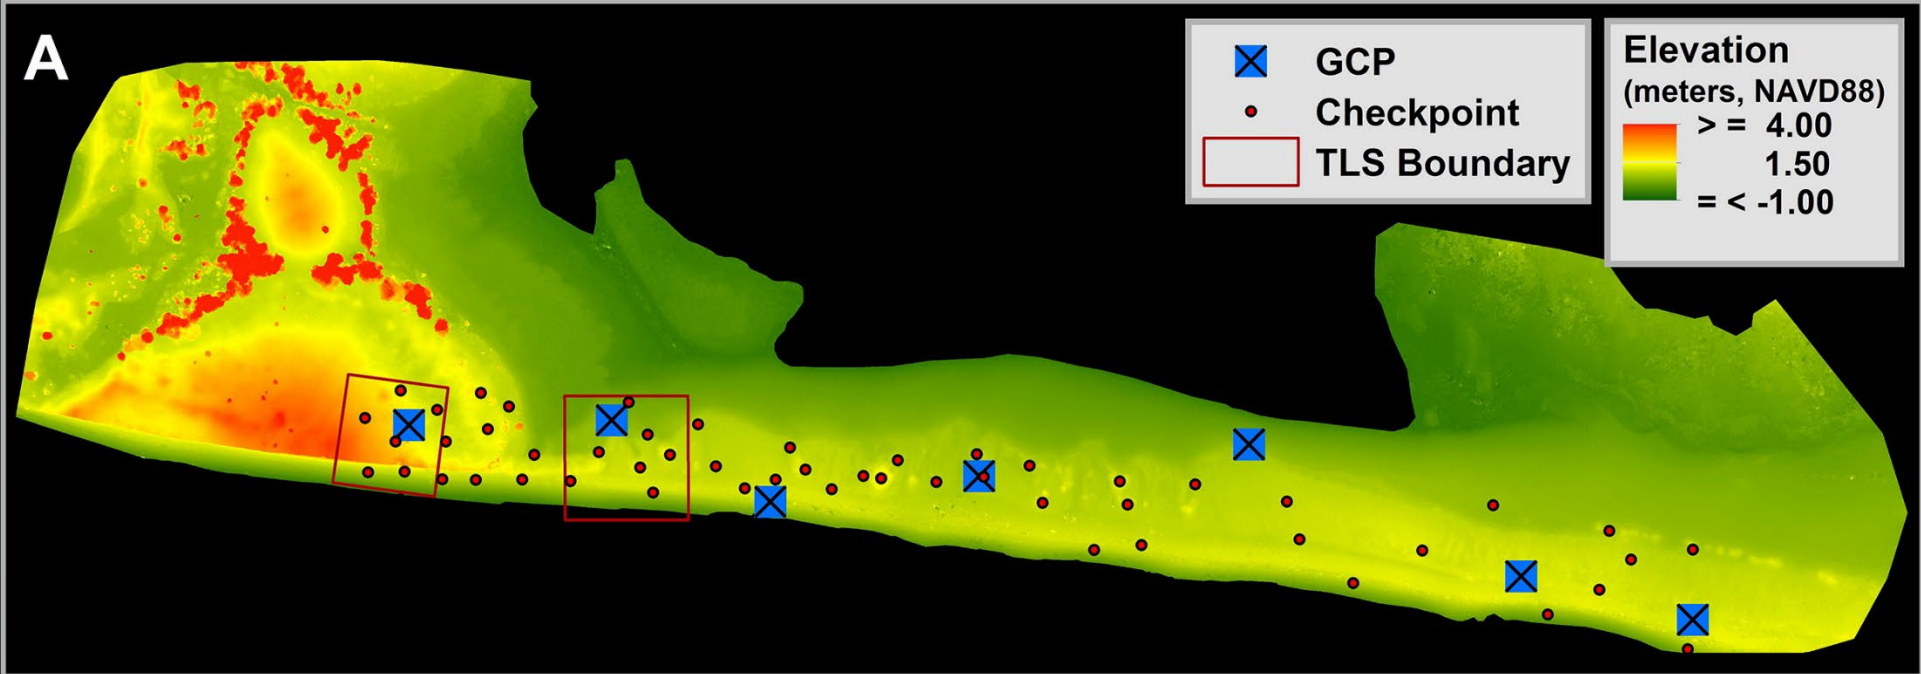 A
GCP
Checkpoint
TLS Boundary
Elevation
(meters, NAVD88)
> = 4.00
1.50
= < -1.00